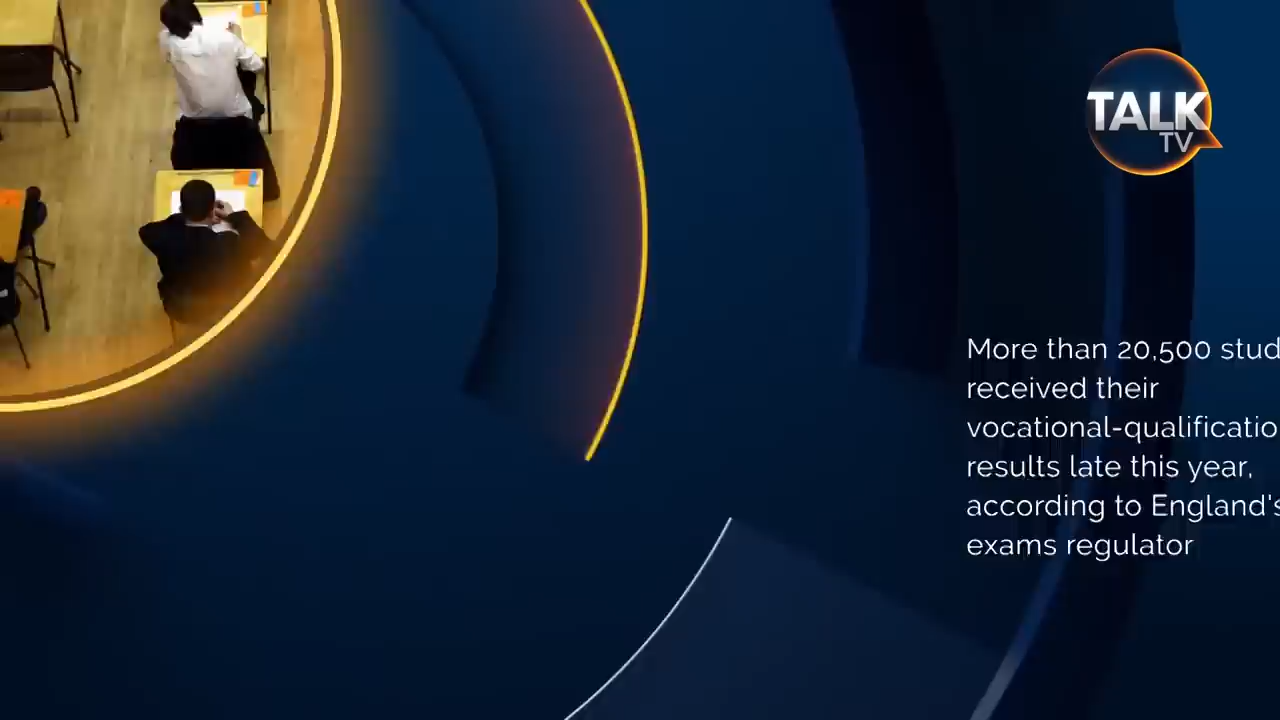 TALK
TV
More than 20,500 stud
received their
vocational-qualificatio
results late this year,
according to England's
exams regulator